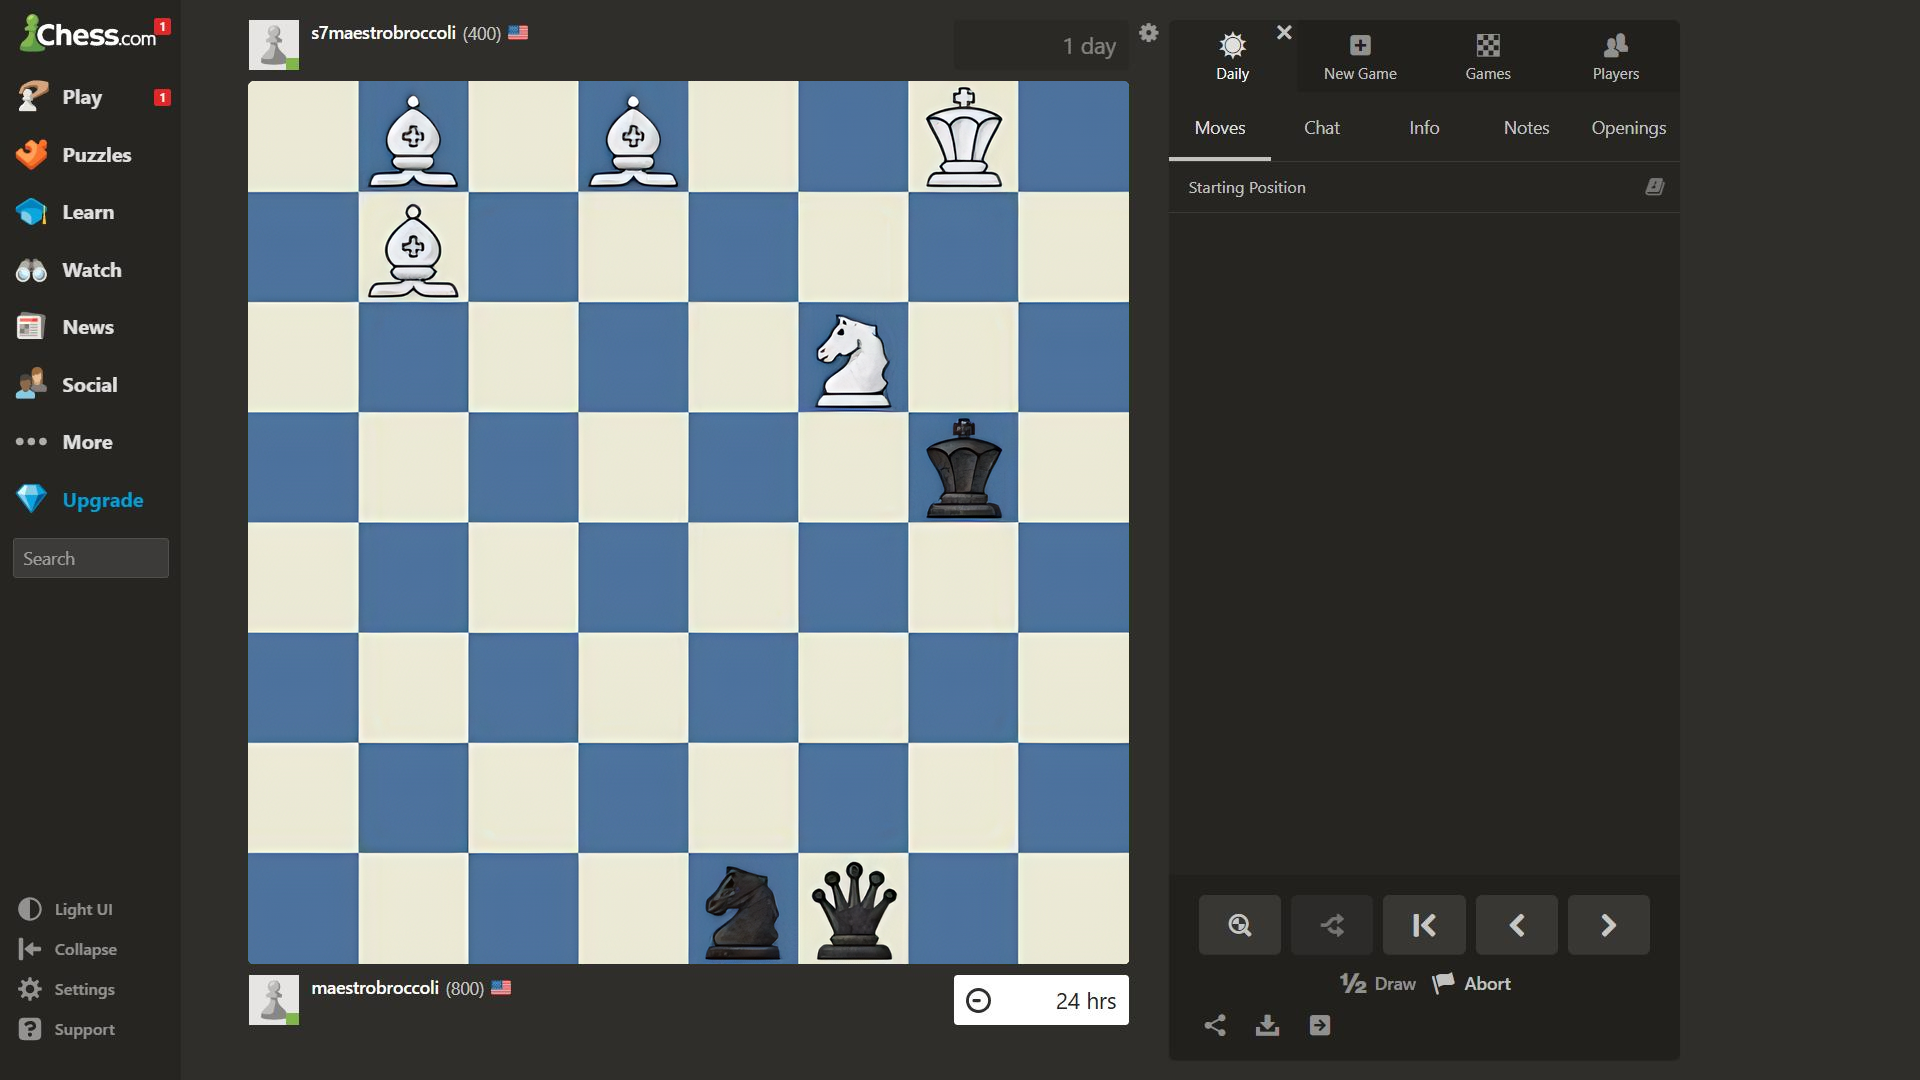 Chess.com 1
Play 1
Puzzles
Learn
Watch
News
Social
More
Upgrade
Search
Light UI
Collapse
Settings
Support
s7maestrobroccoli (400)
1 day
maestrobroccoli (800)
24 hrs
Daily
New Game
Games
Players
Moves
Chat
Info
Notes
Openings
Starting Position
½ Draw
Abort